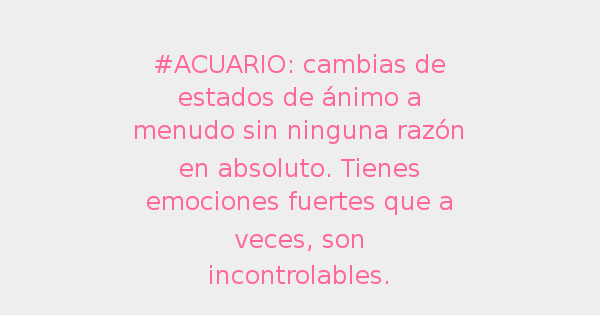 #ACUARIO: cambias de
estados de ánimo a
menudo sin ninguna razón
en absoluto. Tienes
emociones fuertes que a
veces, son
incontrolables.